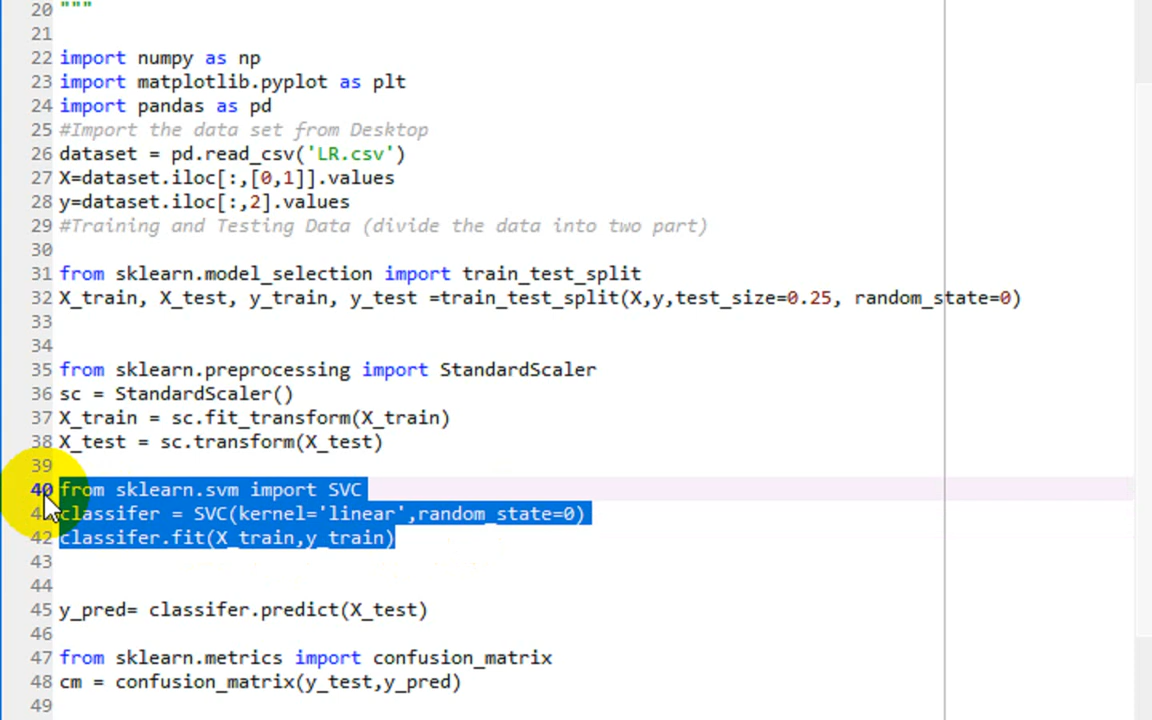 20 """
21
22 import numpy as np
23 import matplotlib.pyplot as plt
24 import pandas as pd
25 #Import the data set from Desktop
26 dataset = pd.read_csv('LR.csv')
27 X=dataset.iloc[:,[0,1]].values
28 y=dataset.iloc[:,2].values
29 #Training and Testing Data (divide the data into two part)
30
31 from sklearn.model_selection import train_test_split
32 X_train, X_test, y_train, y_test =train_test_split(X,y,test_size=0.25, random_state=0)
33
34
35 from sklearn.preprocessing import StandardScaler
36 sc = StandardScaler()
37 X_train = sc.fit_transform(X_train)
38 X_test = sc.transform(X_test)
39
40 from sklearn.svm import SVC
4 classifer = SVC(kernel='linear',random_state=0)
42 classifer.fit(X_train,y_train)
43
44
45 y_pred= classifer.predict(X_test)
46
47 from sklearn.metrics import confusion_matrix
48 cm = confusion_matrix(y_test,y_pred)
49